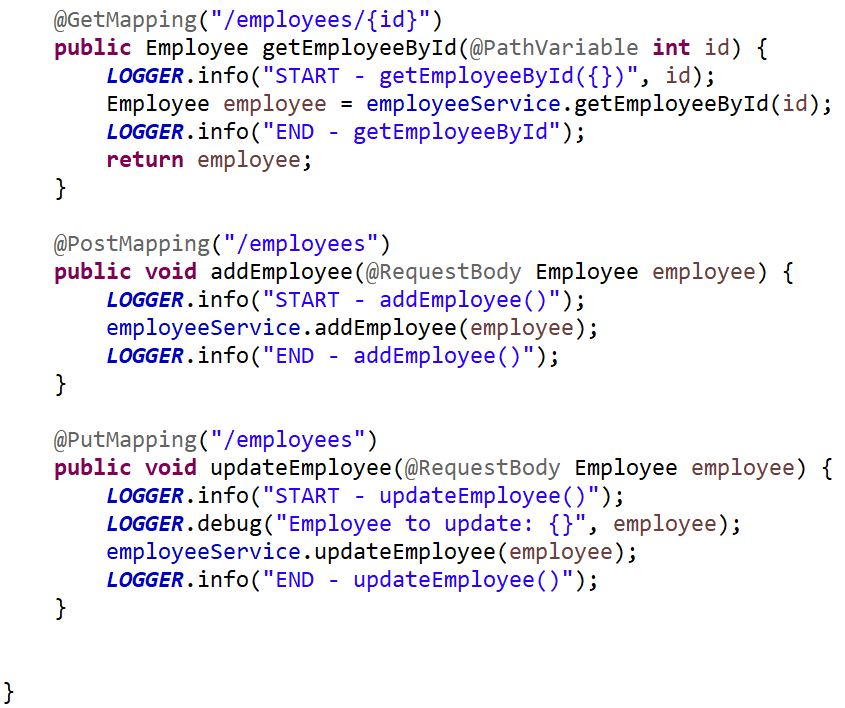 @GetMapping("/employees/{id}")
public Employee getEmployeeById(@PathVariable int id) {
LOGGER.info("START - getEmployeeById({})", id);
Employee employee = employeeService.getEmployeeById(id);
LOGGER.info("END - getEmployeeById");
return employee;
}
@PostMapping("/employees")
public void addEmployee(@RequestBody Employee employee) {
LOGGER.info("START - addEmployee()");
employeeService.addEmployee(employee);
LOGGER.info("END - addEmployee()");
}
@PutMapping("/employees")
public void updateEmployee(@RequestBody Employee employee) {
LOGGER.info("START - updateEmployee()");
LOGGER.debug("Employee to update: {}", employee);
employeeService.updateEmployee(employee);
LOGGER.info("END - updateEmployee()");
}
}